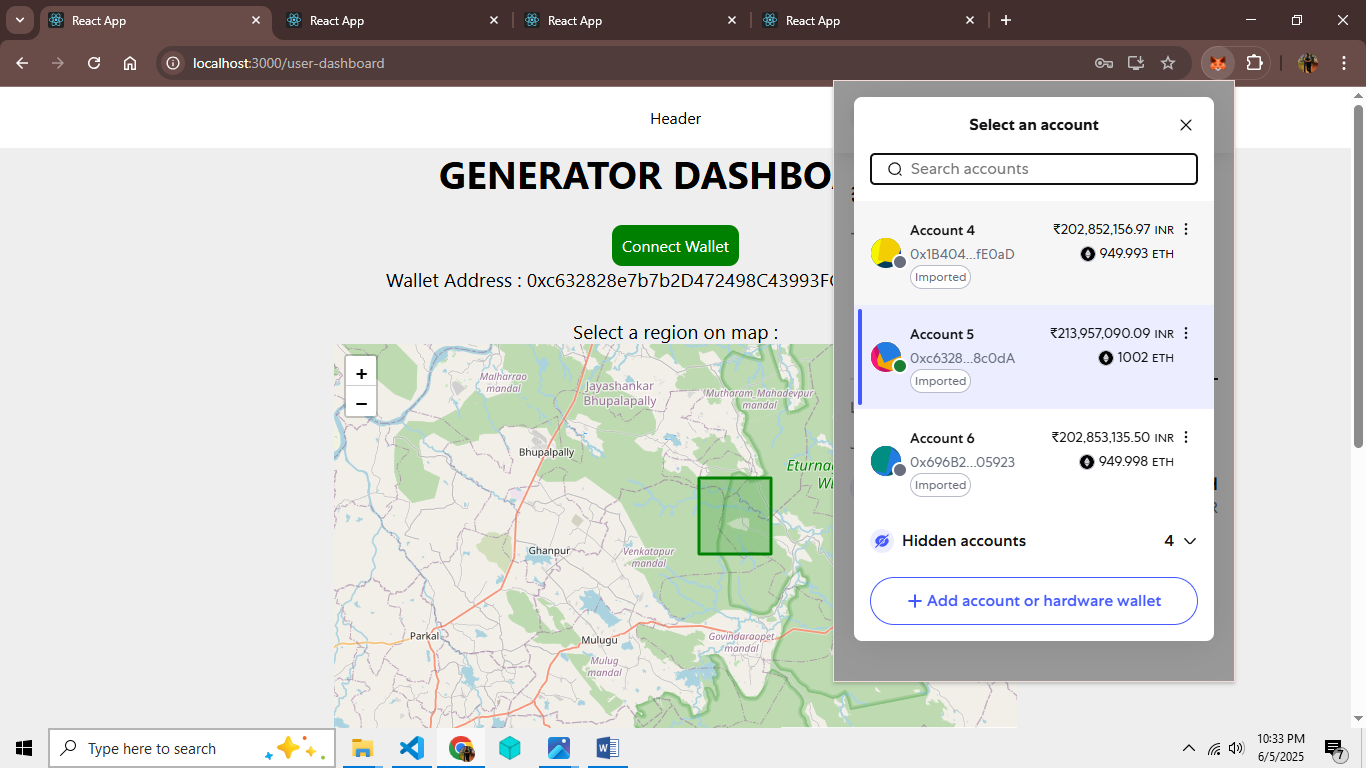 React App
React App
React App
React App
localhost:3000/user-dashboard
Header
GENERATOR DASHBOA
Connect Wallet
Wallet Address : 0xc632828e7b7b2D472498C43993F
Select a region on map :
+
−
Malharrao
mandal
Jayashankar
Bhupalapally
Mutharam_Mahadevpur
mandal
Bhupalpally
Eturna
W
Ghanpur
Venkatapur
mandal
Parkal
Mulugu
Mulug
mandal
Govindaraopet
mandal
Select an account
Search accounts
Account 4
₹202,852,156.97 INR
0x1B404...fE0aD
949.993 ETH
Imported
Account 5
₹213,957,090.09 INR
0xc6328...8c0dA
1002 ETH
Imported
Account 6
₹202,853,135.50 INR
0x696B2...05923
949.998 ETH
Imported
Hidden accounts
4
+ Add account or hardware wallet
Type here to search
10:33 PM
6/5/2025
7